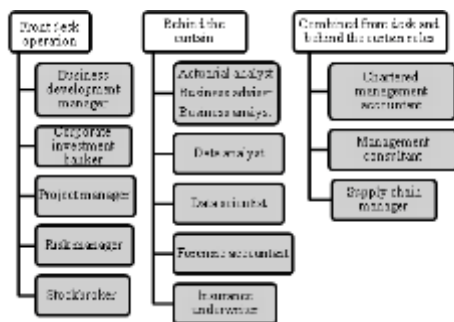 Front desk
operation
Business
development
manager
Corporate
investment
banker
Project manager
Risk manager
Stockbroker
Behind the
curtain
Actuarial analyst
Business adviser
Business analyst
Data analyst
Data scientist
Forensic accountant
Insurance
underwriter
Combined front desk and
behind the curtain roles
Chartered
management
accountant
Management
consultant
Supply chain
manager